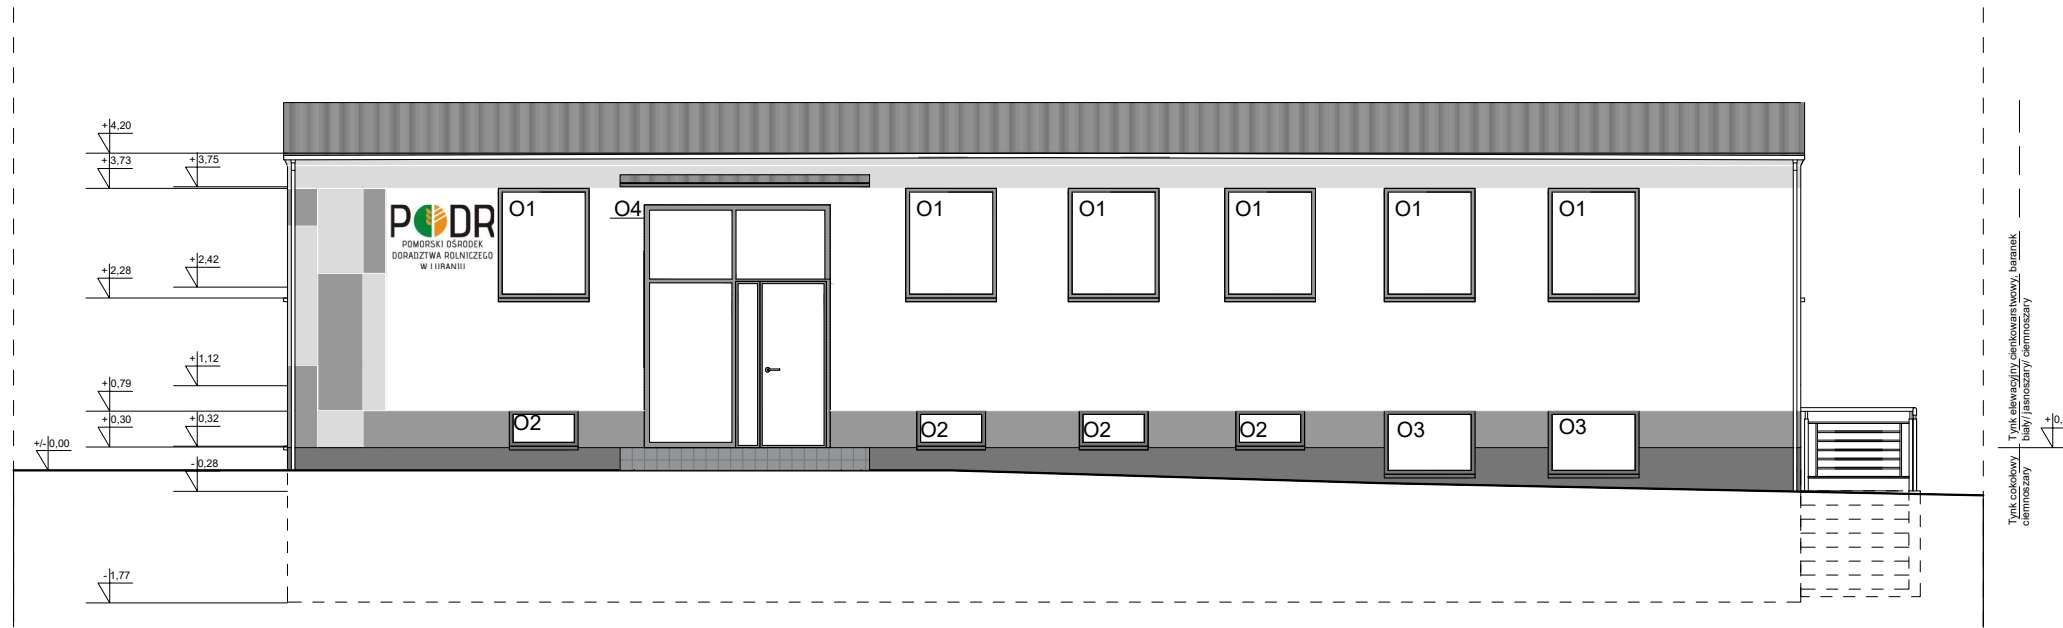 +4,20
+3,73
+3,75
+2,42
+2,28
+1,12
+0,79
+0,30
+0,32
+/-0,00
-0,28
-1,77
PODR
POMORSKI OŚRODEK
DORADZTWA ROLNICZEGO
W LUBANIU
O1
O4
O1
O1
O1
O1
O1
O2
O2
O2
O2
O3
O3
Tynk elewacyjny cienkowarstwowy, baranek
biały/ jasnoszary/ ciemnoszary
Tynk cokołowy
ciemnoszary
+0,